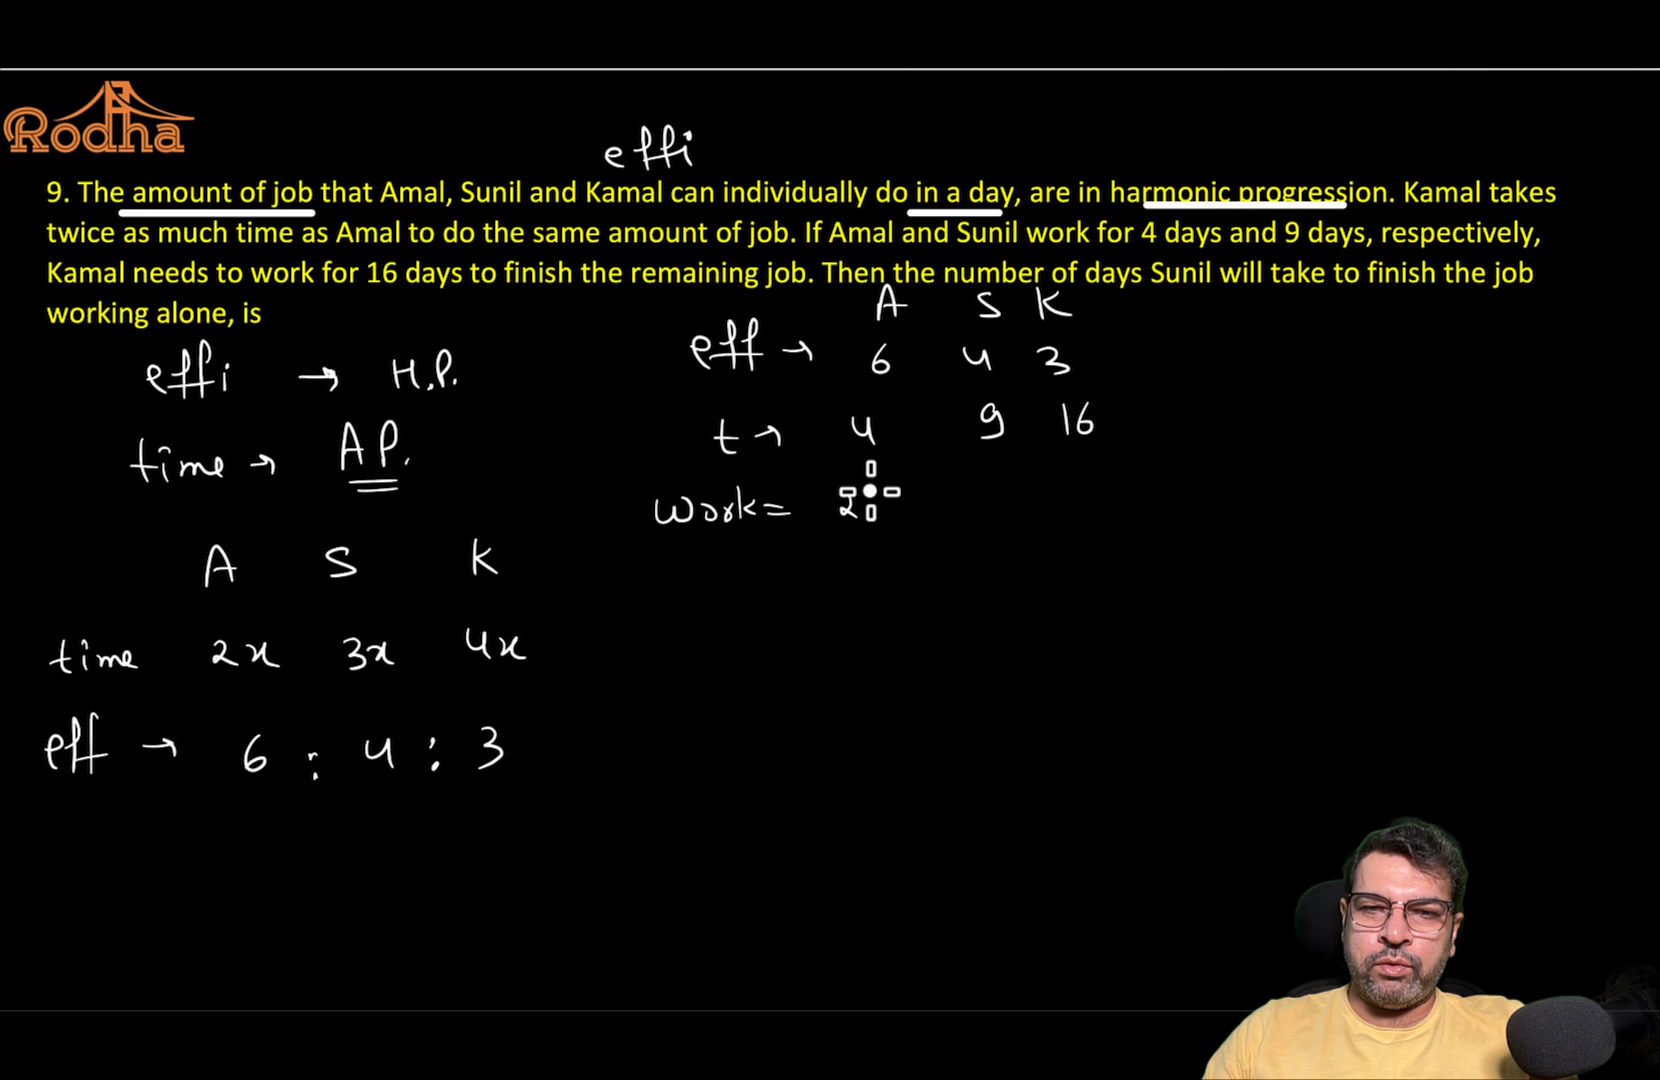 Rodha
effi
9. The amount of job that Amal, Sunil and Kamal can individually do in a day, are in harmonic progression. Kamal takes
twice as much time as Amal to do the same amount of job. If Amal and Sunil work for 4 days and 9 days, respectively,
Kamal needs to work for 16 days to finish the remaining job. Then the number of days Sunil will take to finish the job
working alone, is
effi → H.P.
time → A.P.
A S K
time 2x 3x 4x
eff → 6 : 4 : 3
A S K
eff → 6 4 3
t → 4 9 16
work = 2